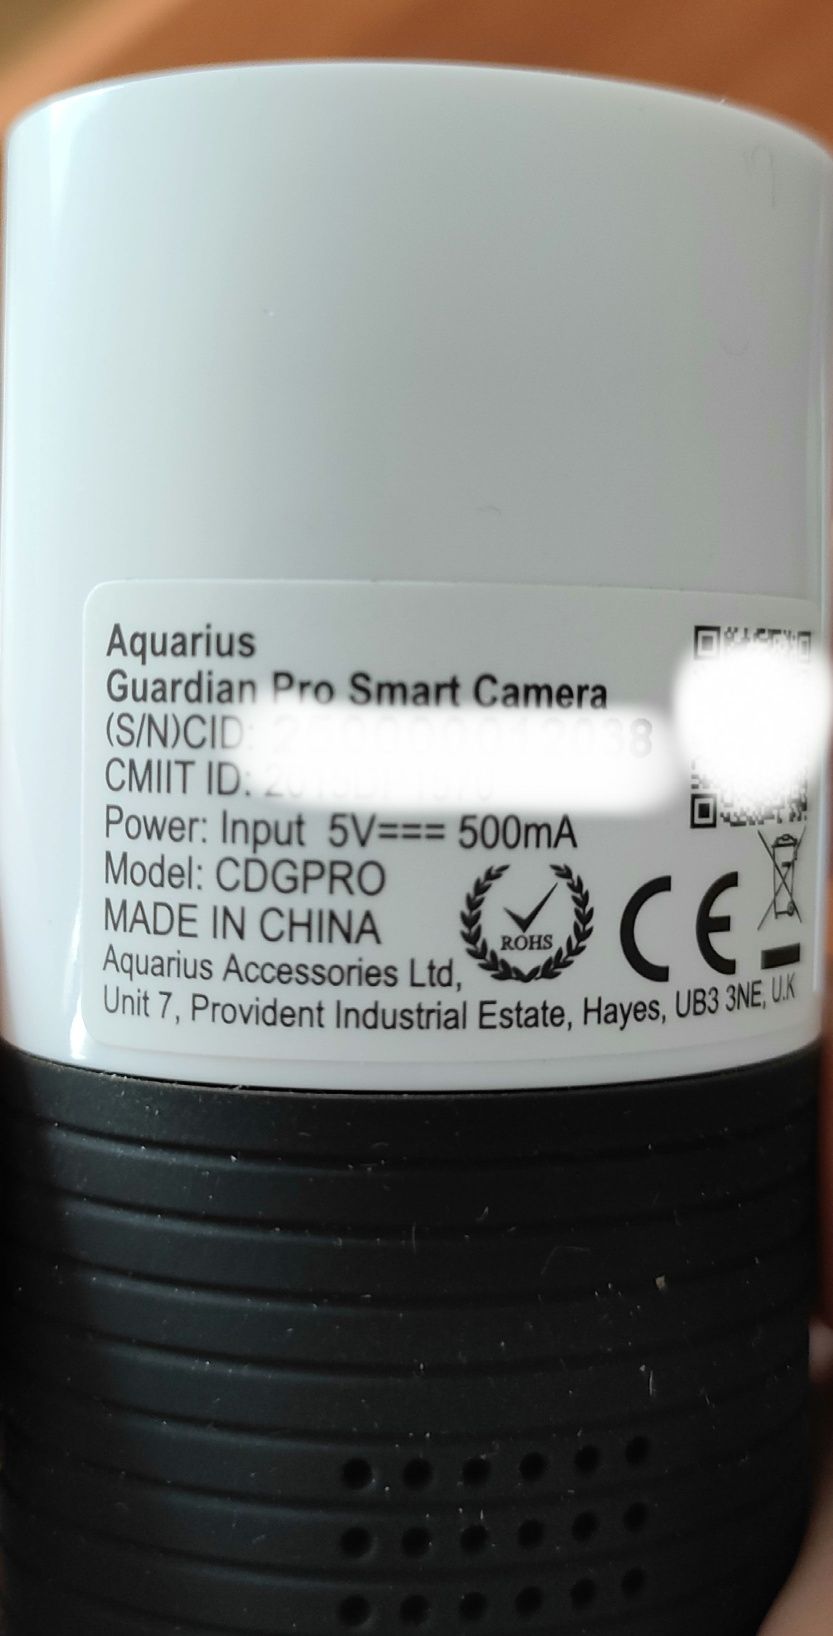 Aquarius
Guardian Pro Smart Camera
(S/N)CID:
CMIIT ID:
Power: Input 5V=== 500mA
Model: CDGPRO
MADE IN CHINA
ROHS
CE
Aquarius Accessories Ltd,
Unit 7, Provident Industrial Estate, Hayes, UB3 3NE, U.K